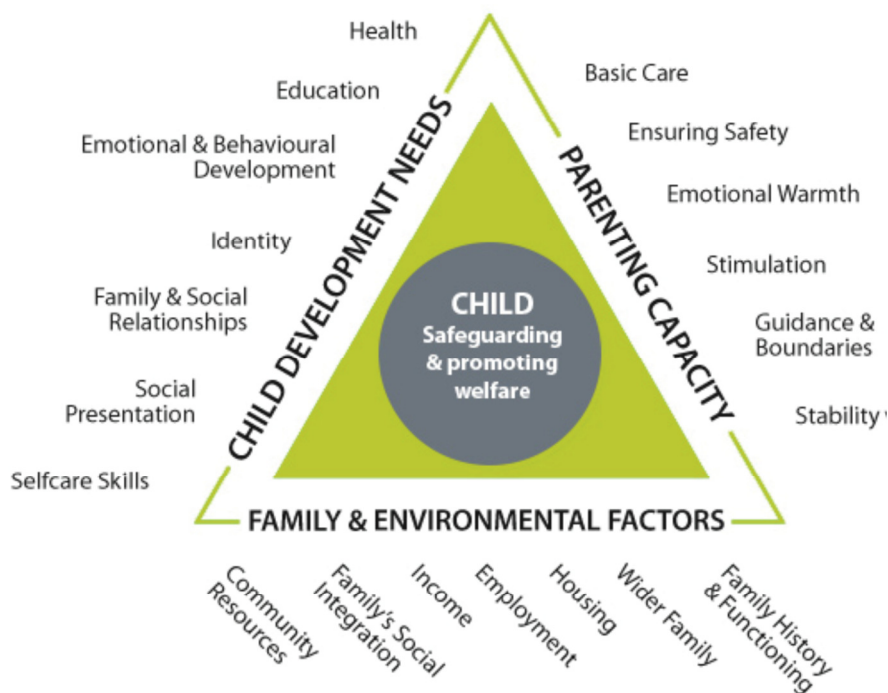 Health
Education
Emotional & Behavioural
Development
Identity
Family & Social
Relationships
Social
Presentation
Selfcare Skills
CHILD DEVELOPMENT NEEDS
CHILD
Safeguarding
& promoting
welfare
PARENTING CAPACITY
Basic Care
Ensuring Safety
Emotional Warmth
Stimulation
Guidance &
Boundaries
Stability
FAMILY & ENVIRONMENTAL FACTORS
Community
Resources
Family's Social
Integration
Income
Employment
Housing
Wider Family
Family History
& Functioning